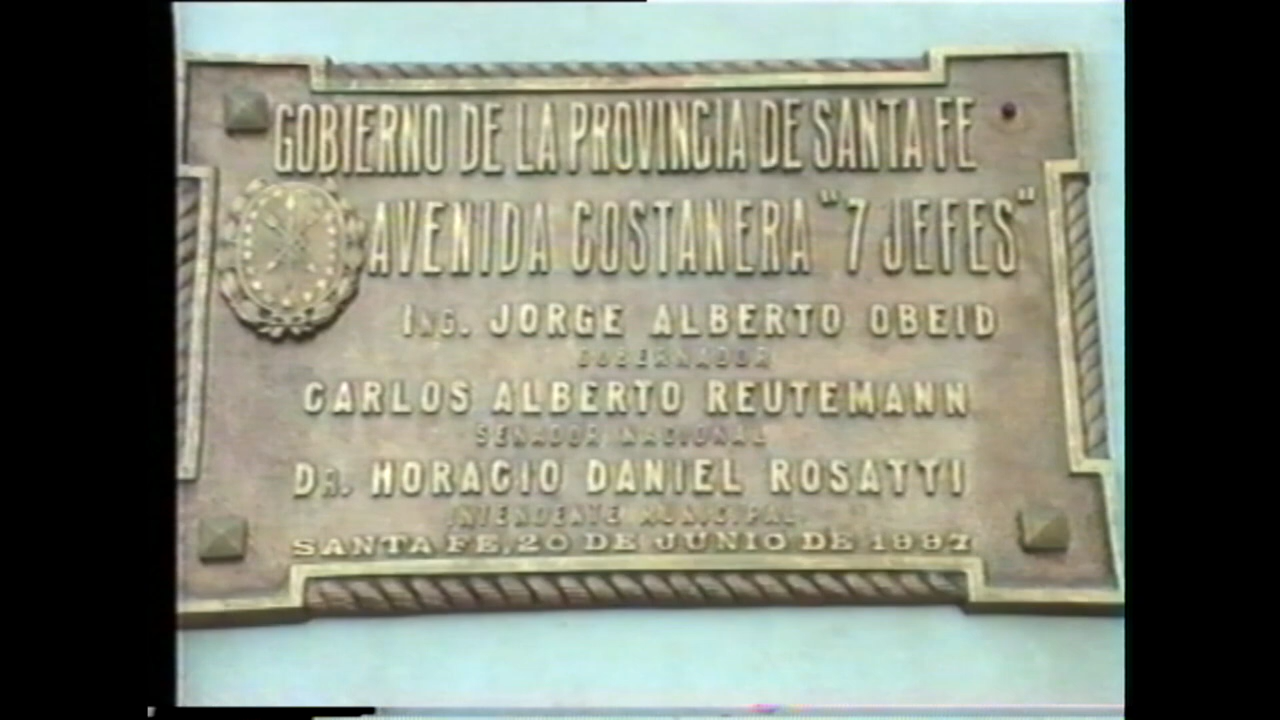 GOBIERNO DE LA PROVINCIA DE SANTA FE
AVENIDA COSTANERA "7 JEFES"
ING. JORGE ALBERTO OBEID
GOBERNADOR
CARLOS ALBERTO REUTEMANN
SENADOR NACIONAL
DR. HORACIO DANIEL ROSATTI
INTENDENTE MUNICIPAL
SANTA FE, 20 DE JUNIO DE 1997